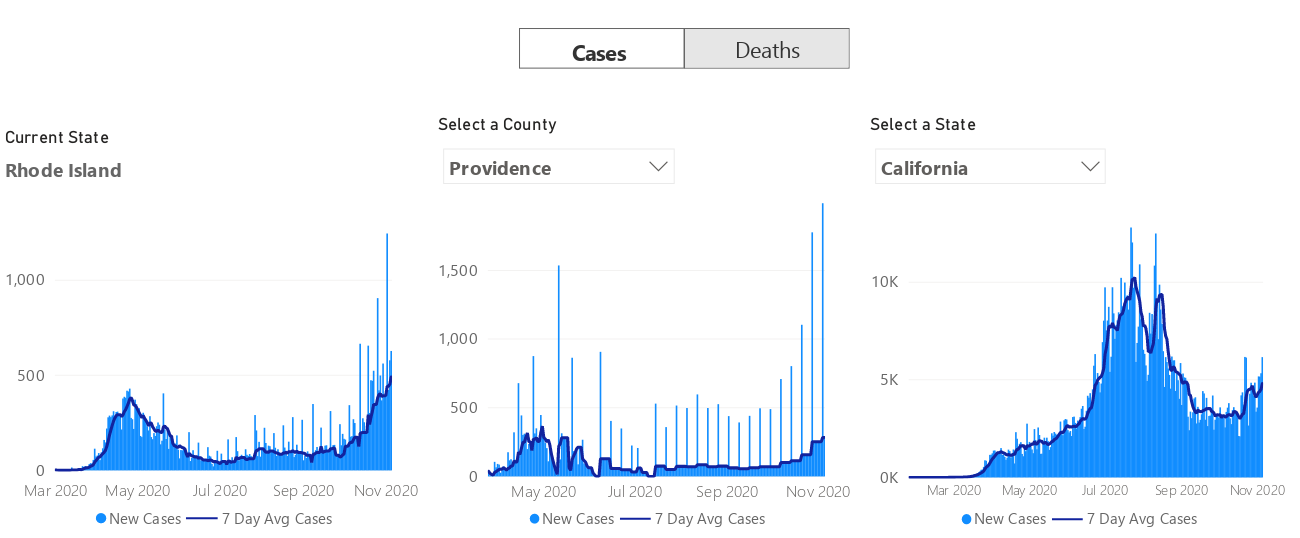 Cases
Deaths
Current State
Rhode Island
1,000
500
0
Mar 2020
May 2020
Jul 2020
Sep 2020
Nov 2020
New Cases
7 Day Avg Cases
Select a County
Providence
1,500
1,000
500
0
May 2020
Jul 2020
Sep 2020
Nov 2020
New Cases
7 Day Avg Cases
Select a State
California
10K
5K
0K
Mar 2020
May 2020
Jul 2020
Sep 2020
Nov 2020
New Cases
7 Day Avg Cases